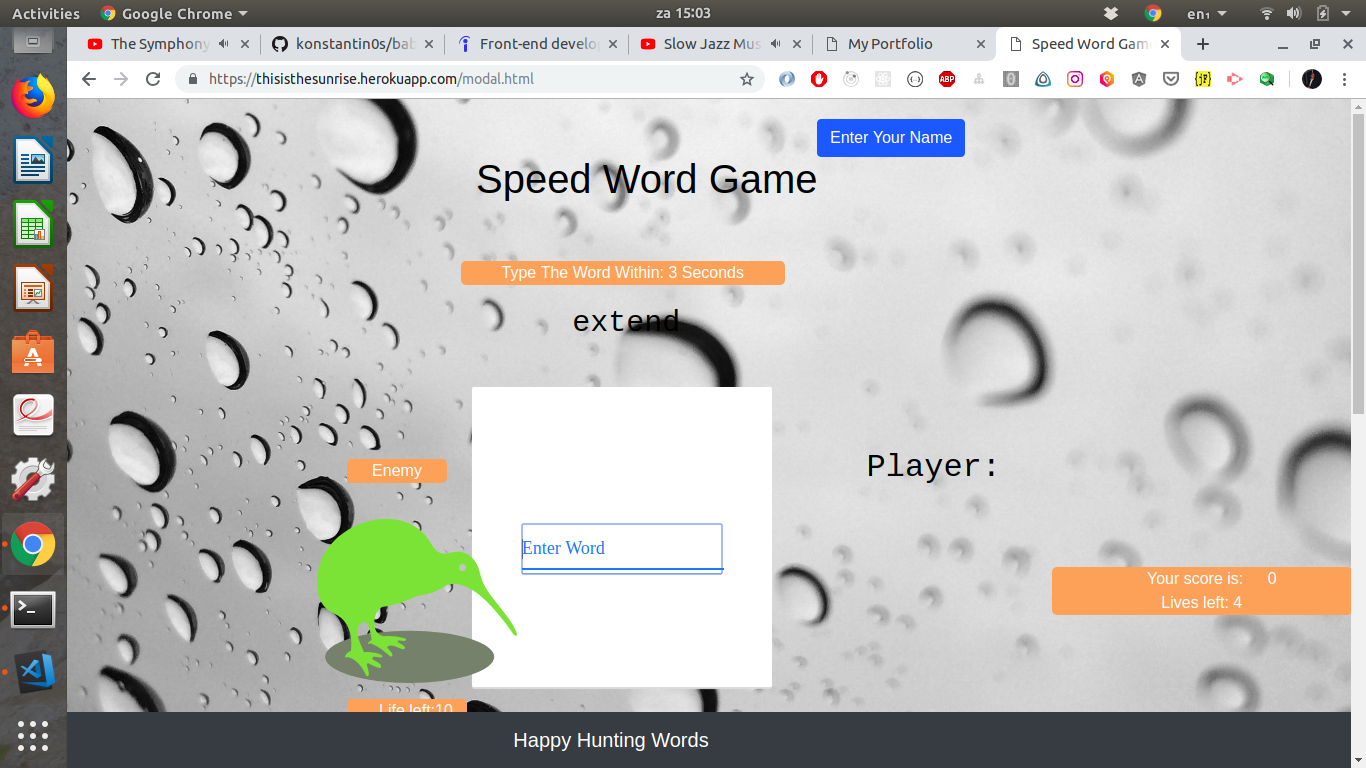 Activities
Google Chrome
za 15:03
en₁
The Symphony
konstantin0s/bab
Front-end develo
Slow Jazz Mus
My Portfolio
Speed Word Gam
https://thisisthesunrise.herokuapp.com/modal.html
ABP
{jF}
Enter Your Name
Speed Word Game
Type The Word Within: 3 Seconds
extend
Enemy
Player:
Enter Word
Your score is: 0
Lives left: 4
Life left:10
Happy Hunting Words